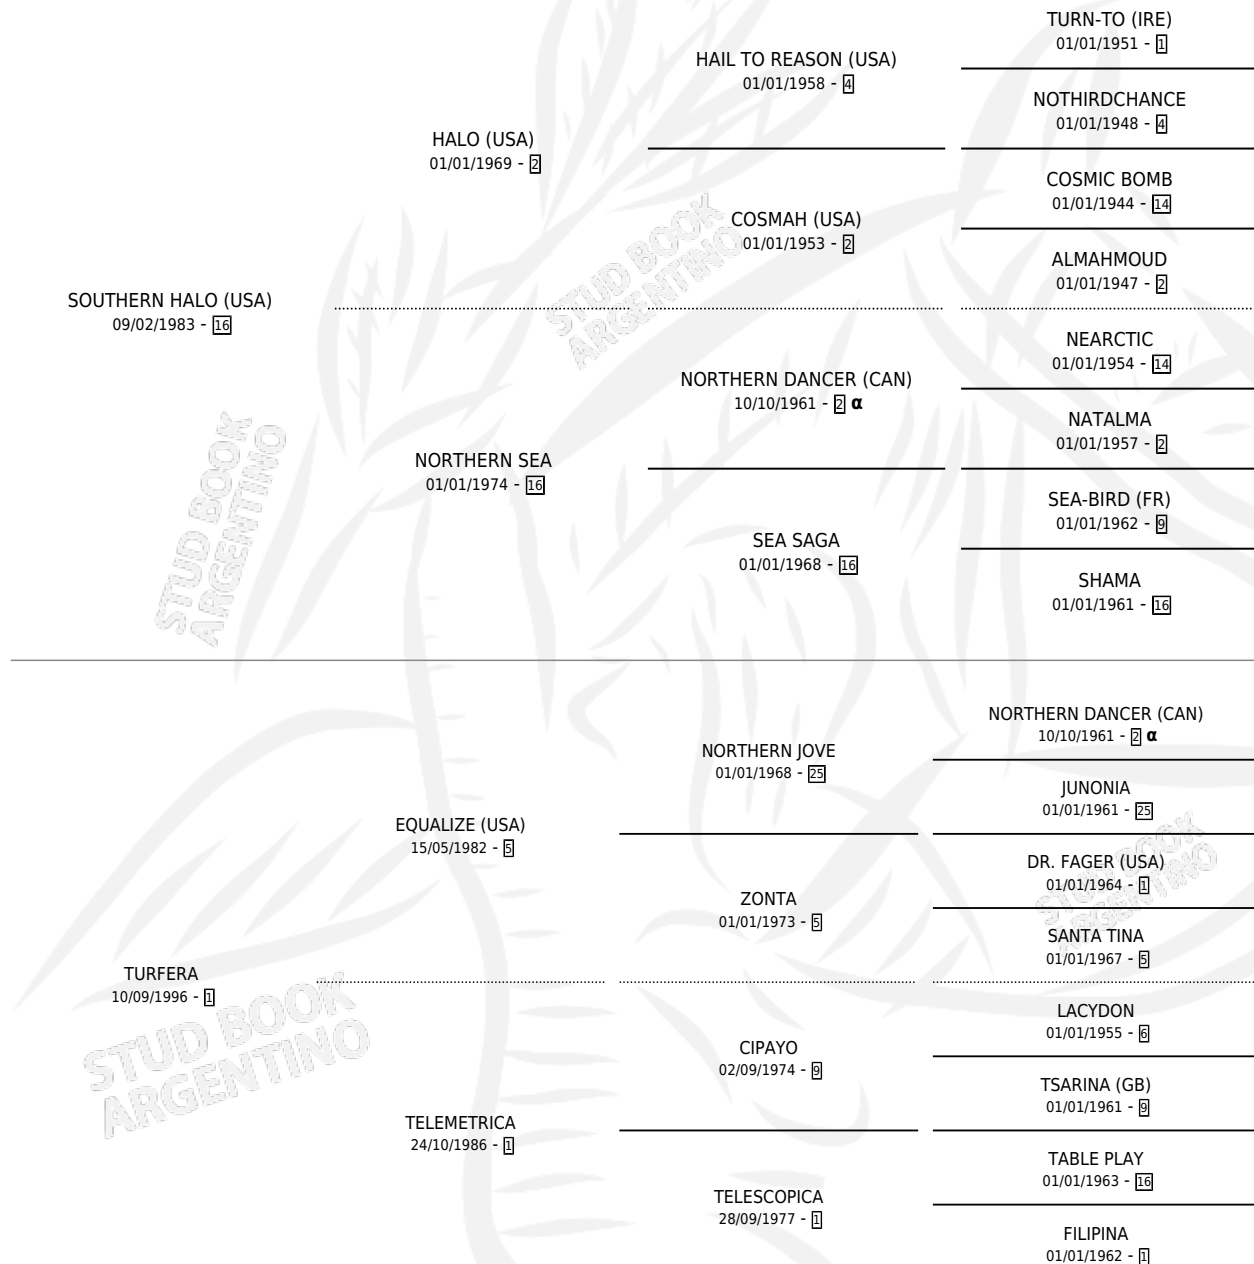 TURN-TO (IRE)
01/01/1951 - 1
HAIL TO REASON (USA)
01/01/1958 - 4
NOTHIRDCHANCE
01/01/1948 - 4
HALO (USA)
01/01/1969 - 2
COSMIC BOMB
01/01/1944 - 14
COSMAH (USA)
01/01/1953 - 2
ALMAHMOUD
01/01/1947 - 2
SOUTHERN HALO (USA)
09/02/1983 - 16
STUD BOOK
ARGENTINO
NEARCTIC
01/01/1954 - 14
NORTHERN DANCER (CAN)
10/10/1961 - 2 α
NATALMA
01/01/1957 - 2
NORTHERN SEA
01/01/1974 - 16
SEA-BIRD (FR)
01/01/1962 - 9
SEA SAGA
01/01/1968 - 16
SHAMA
01/01/1961 - 16
STUD BOOK
ARGENTINO
NORTHERN DANCER (CAN)
10/10/1961 - 2 α
NORTHERN JOVE
01/01/1968 - 25
JUNONIA
01/01/1961 - 25
EQUALIZE (USA)
15/05/1982 - 5
DR. FAGER (USA)
01/01/1964 - 1
ZONTA
01/01/1973 - 5
SANTA TINA
01/01/1967 - 5
STUD BOOK
ARGENTINO
TURFERA
10/09/1996 - 1
STUD BOOK
ARGENTINO
LACYDON
01/01/1955 - 6
CIPAYO
02/09/1974 - 9
TSARINA (GB)
01/01/1961 - 9
TELEMETRICA
24/10/1986 - 1
TABLE PLAY
01/01/1963 - 16
TELESCOPICA
28/09/1977 - 1
FILIPINA
01/01/1962 - 1